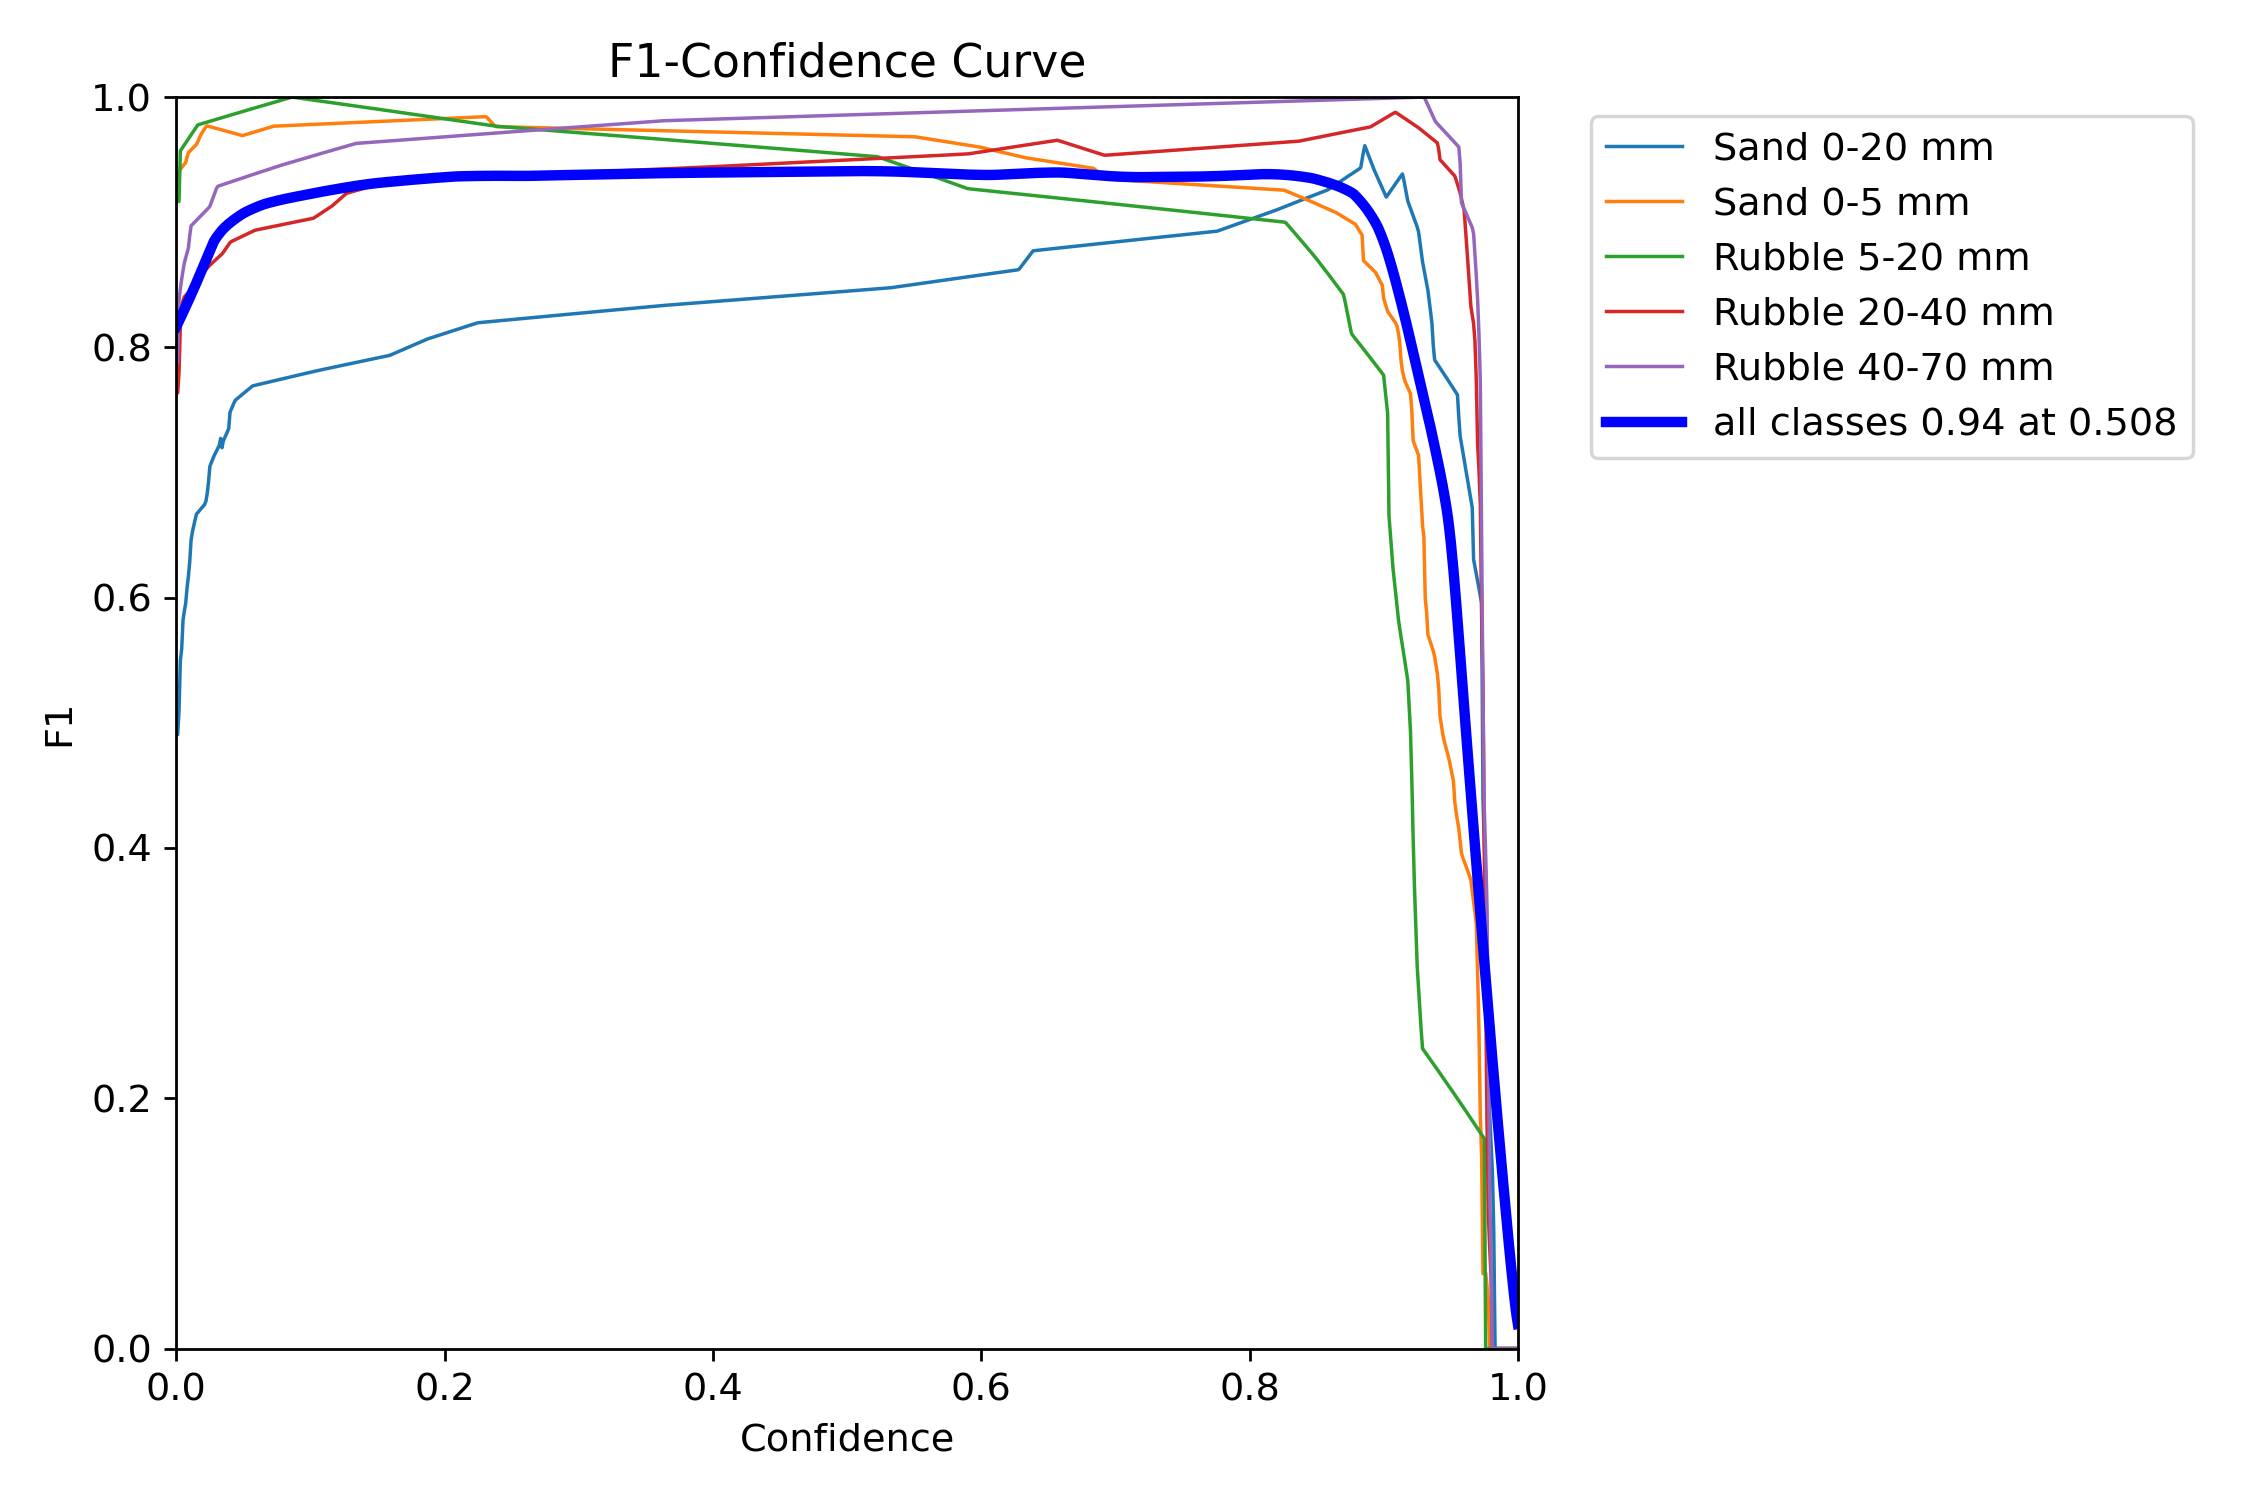 F1-Confidence Curve
1.0
0.8
0.6
0.4
0.2
0.0
F1
0.0 0.2 0.4 0.6 0.8 1.0
Confidence
Sand 0-20 mm
Sand 0-5 mm
Rubble 5-20 mm
Rubble 20-40 mm
Rubble 40-70 mm
all classes 0.94 at 0.508